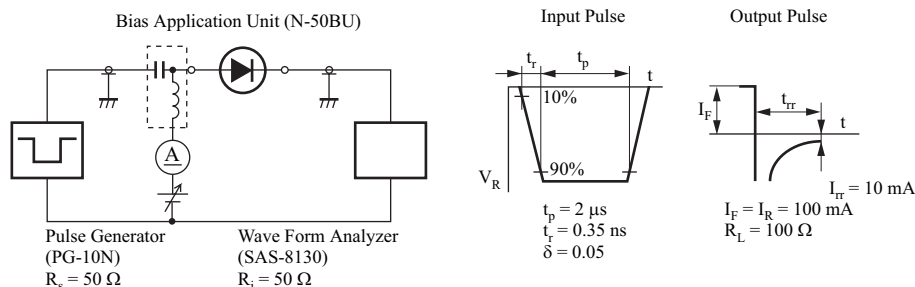 Bias Application Unit (N-50BU)
A
Pulse Generator
(PG-10N)
Rs = 50 Ω
Wave Form Analyzer
(SAS-8130)
Ri = 50 Ω
Input Pulse
tr
tp
t
10%
90%
VR
tp = 2 μs
tr = 0.35 ns
δ = 0.05
Output Pulse
IF
trr
t
Irr = 10 mA
IF = IR = 100 mA
RL = 100 Ω